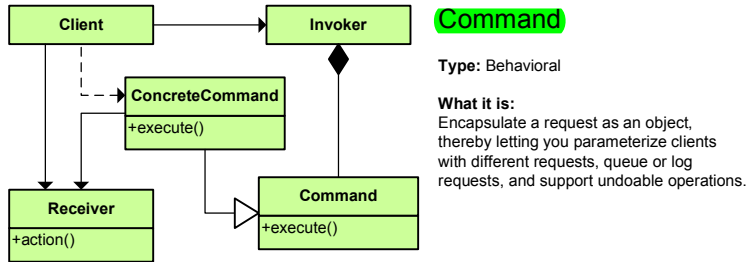 Client
Invoker
Command
Type: Behavioral
ConcreteCommand
+execute()
What it is:
Encapsulate a request as an object,
thereby letting you parameterize clients
with different requests, queue or log
requests, and support undoable operations.
Receiver
+action()
Command
+execute()